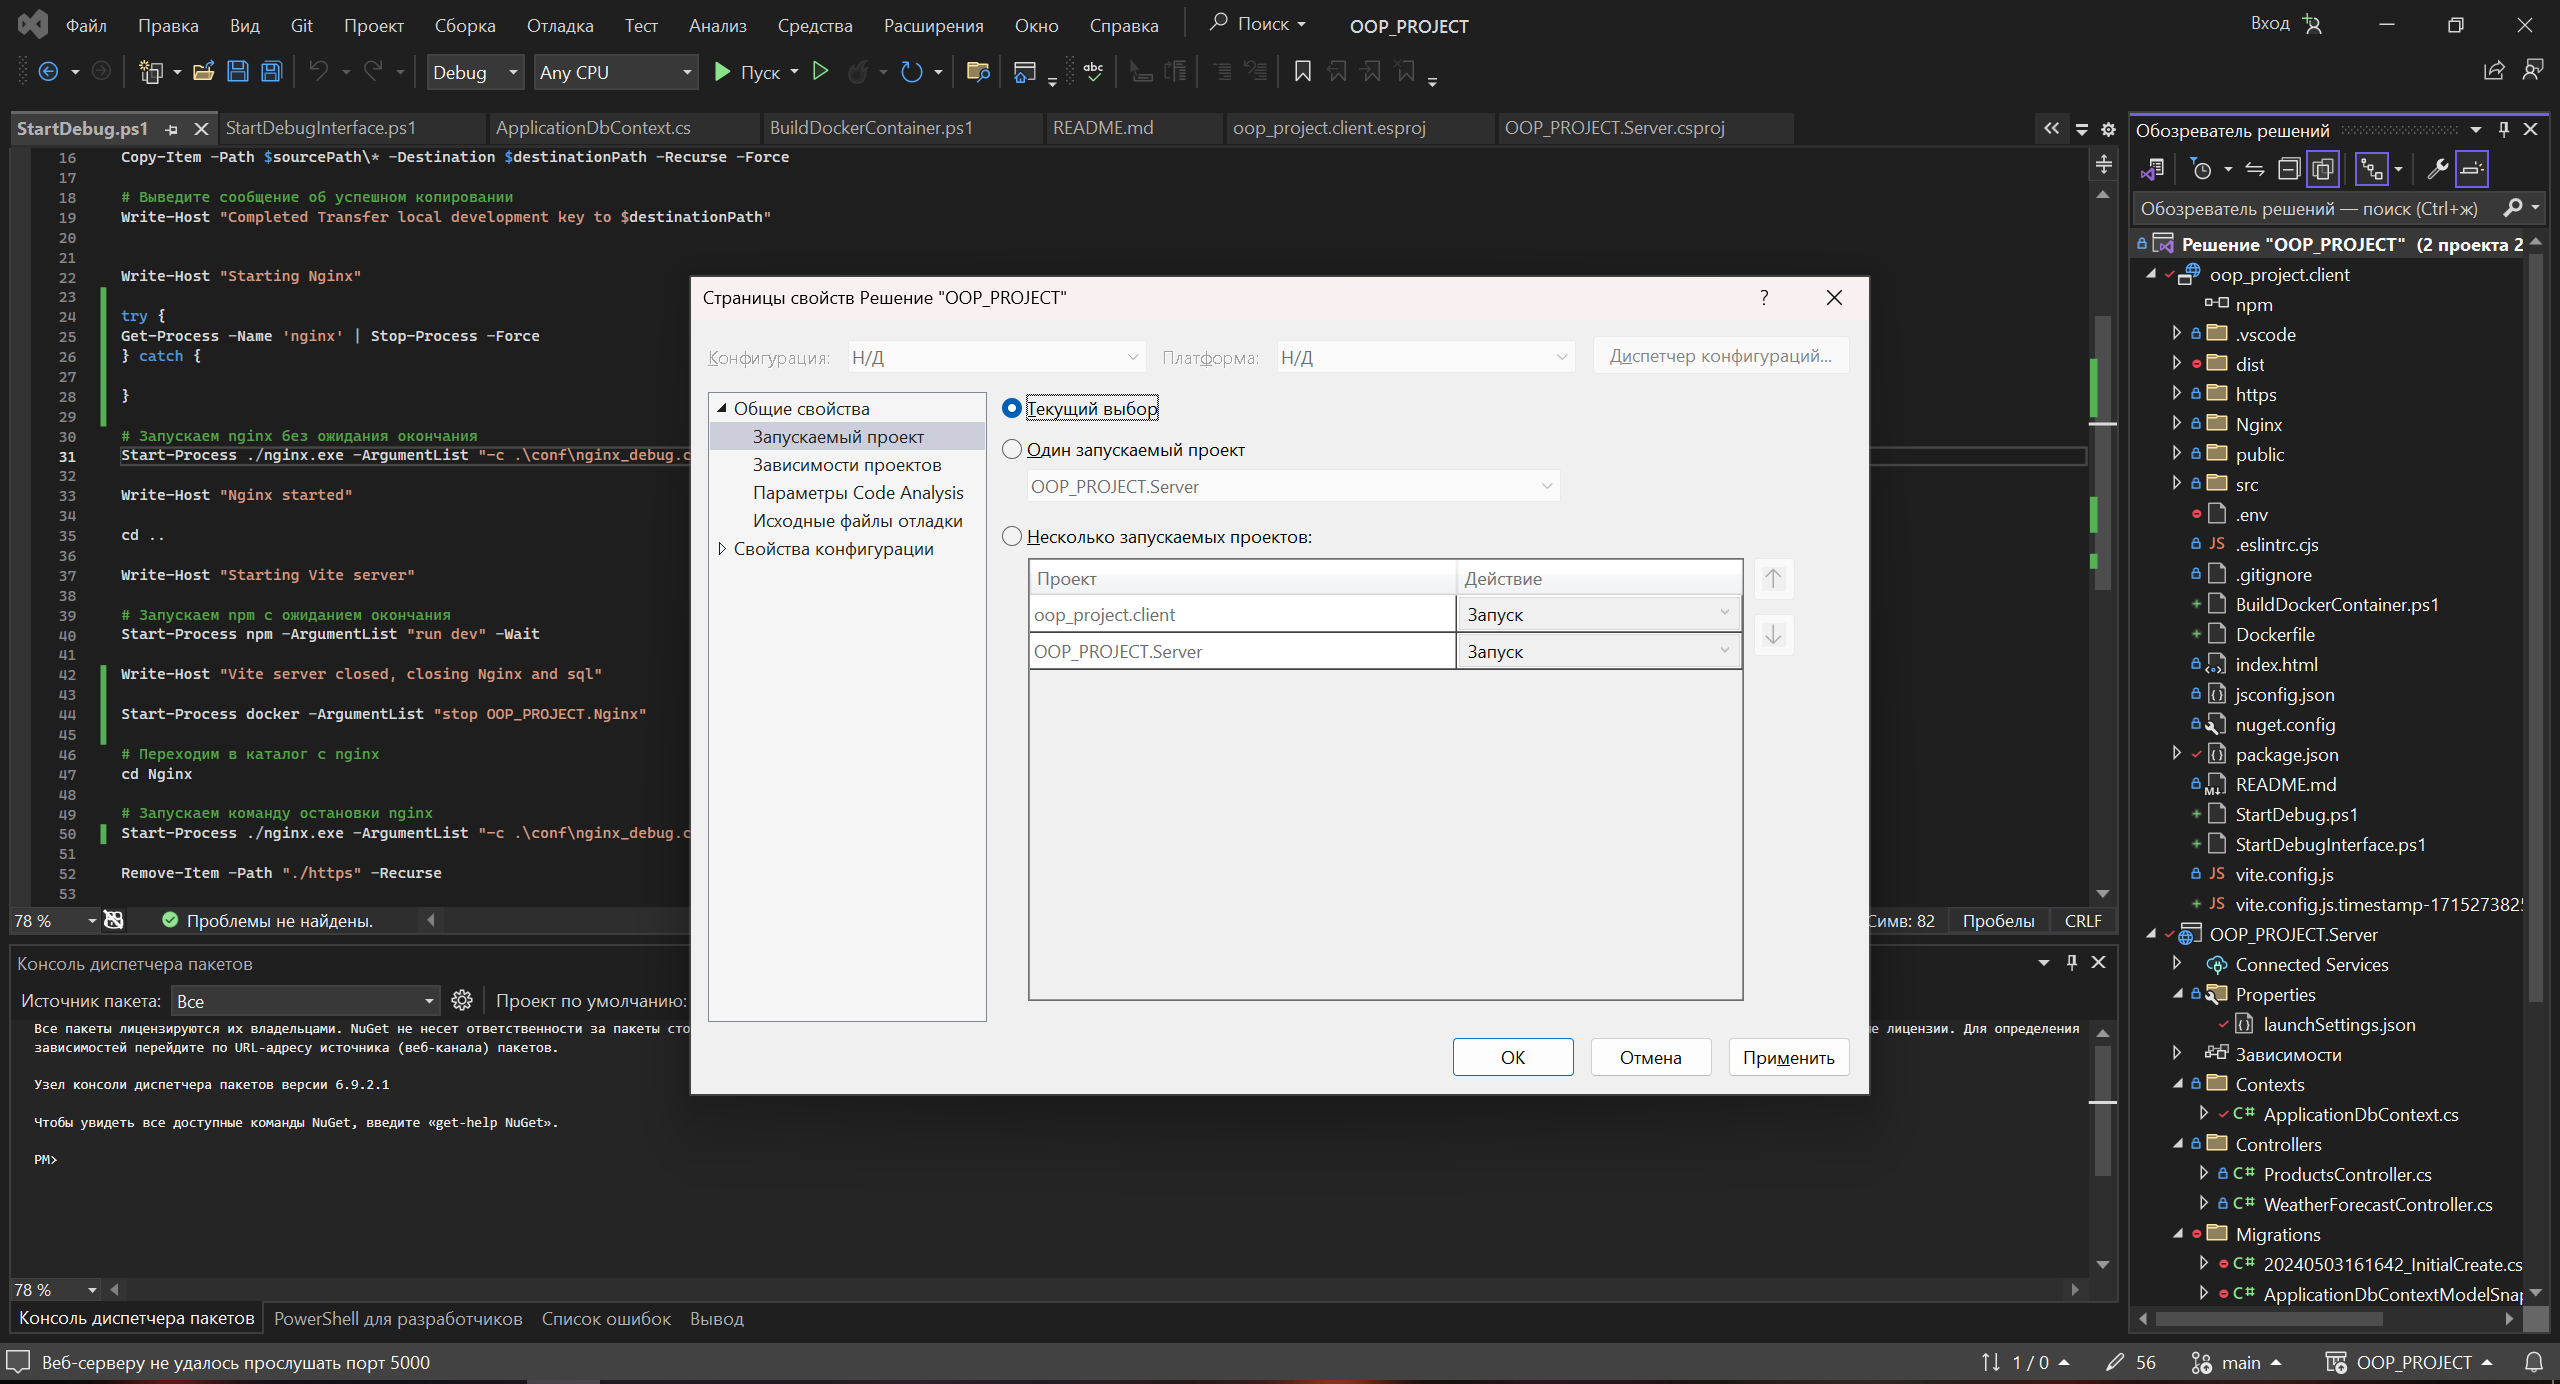 Файл Правка Вид Git Проект Сборка Отладка Тест Анализ Средства Расширения Окно Справка Поиск OOP_PROJECT Вход
Debug Any CPU Пуск
StartDebug.ps1 StartDebugInterface.ps1 ApplicationDbContext.cs BuildDockerContainer.ps1 README.md oop_project.client.esproj OOP_PROJECT.Server.csproj
16 Copy-Item -Path $sourcePath\* -Destination $destinationPath -Recurse -Force
17
18 # Выведите сообщение об успешном копировании
19 Write-Host "Completed Transfer local development key to $destinationPath"
20
21
22 Write-Host "Starting Nginx"
23
24 try {
25 Get-Process -Name 'nginx' | Stop-Process -Force
26 } catch {
27
28 }
29
30 # Запускаем nginx без ожидания окончания
31 Start-Process ./nginx.exe -ArgumentList "-c .\conf\nginx_debug.c
32
33 Write-Host "Nginx started"
34
35 cd ..
36
37 Write-Host "Starting Vite server"
38
39 # Запускаем npm с ожиданием окончания
40 Start-Process npm -ArgumentList "run dev" -Wait
41
42 Write-Host "Vite server closed, closing Nginx and sql"
43
44 Start-Process docker -ArgumentList "stop OOP_PROJECT.Nginx"
45
46 # Переходим в каталог с nginx
47 cd Nginx
48
49 # Запускаем команду остановки nginx
50 Start-Process ./nginx.exe -ArgumentList "-c .\conf\nginx_debug.c
51
52 Remove-Item -Path "./https" -Recurse
53
78 % Проблемы не найдены. Симв: 82 Пробелы CRLF
Страницы свойств Решение "OOP_PROJECT" ?
Конфигурация: Н/Д Платформа: Н/Д Диспетчер конфигураций...
Общие свойства
Запускаемый проект
Зависимости проектов
Параметры Code Analysis
Исходные файлы отладки
Свойства конфигурации
Текущий выбор
Один запускаемый проект
OOP_PROJECT.Server
Несколько запускаемых проектов:
Проект Действие
oop_project.client Запуск
OOP_PROJECT.Server Запуск
ОК Отмена Применить
Консоль диспетчера пакетов
Источник пакета: Все Проект по умолчанию:
Все пакеты лицензируются их владельцами. NuGet не несет ответственности за пакеты сто
е лицензии. Для определения
зависимостей перейдите по URL-адресу источника (веб-канала) пакетов.
Узел консоли диспетчера пакетов версии 6.9.2.1
Чтобы увидеть все доступные команды NuGet, введите «get-help NuGet».
PM>
78 %
Консоль диспетчера пакетов PowerShell для разработчиков Список ошибок Вывод
Обозреватель решений
Обозреватель решений — поиск (Ctrl+ж)
Решение "OOP_PROJECT" (2 проекта 2
oop_project.client
npm
.vscode
dist
https
Nginx
public
src
.env
JS .eslintrc.cjs
.gitignore
BuildDockerContainer.ps1
Dockerfile
index.html
jsconfig.json
nuget.config
package.json
README.md
StartDebug.ps1
StartDebugInterface.ps1
JS vite.config.js
JS vite.config.js.timestamp-1715273825
OOP_PROJECT.Server
Connected Services
Properties
launchSettings.json
Зависимости
Contexts
C# ApplicationDbContext.cs
Controllers
C# ProductsController.cs
C# WeatherForecastController.cs
Migrations
C# 20240503161642_InitialCreate.cs
C# ApplicationDbContextModelSnap
Веб-серверу не удалось прослушать порт 5000 1 / 0 56 main OOP_PROJECT